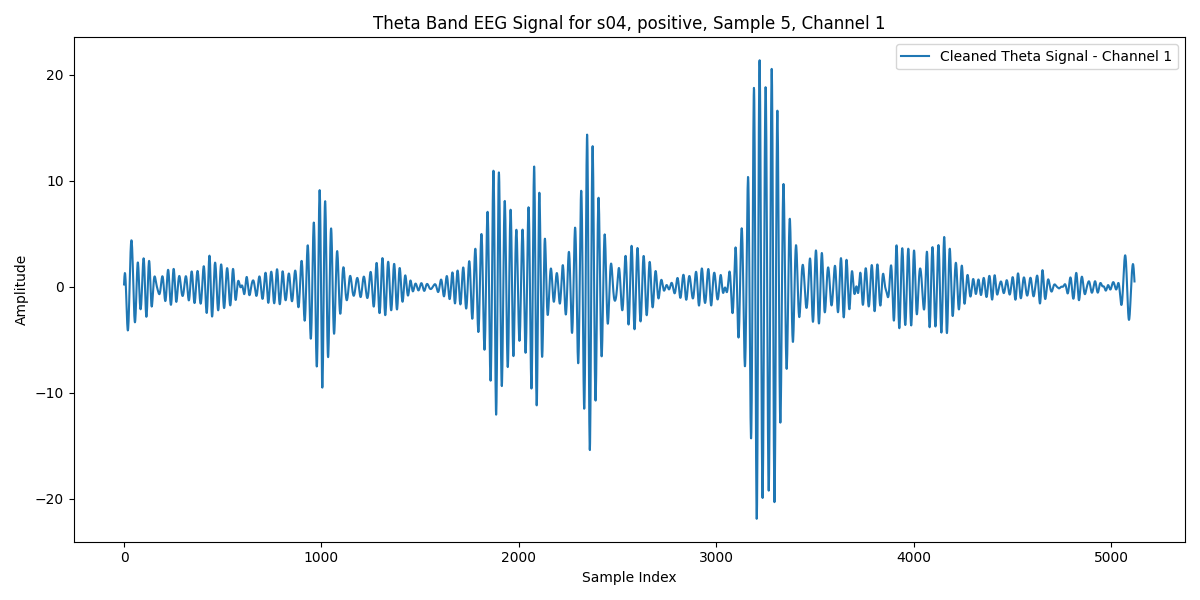 Theta Band EEG Signal for s04, positive, Sample 5, Channel 1
Cleaned Theta Signal - Channel 1
Amplitude
20
10
0
−10
−20
0 1000 2000 3000 4000 5000
Sample Index